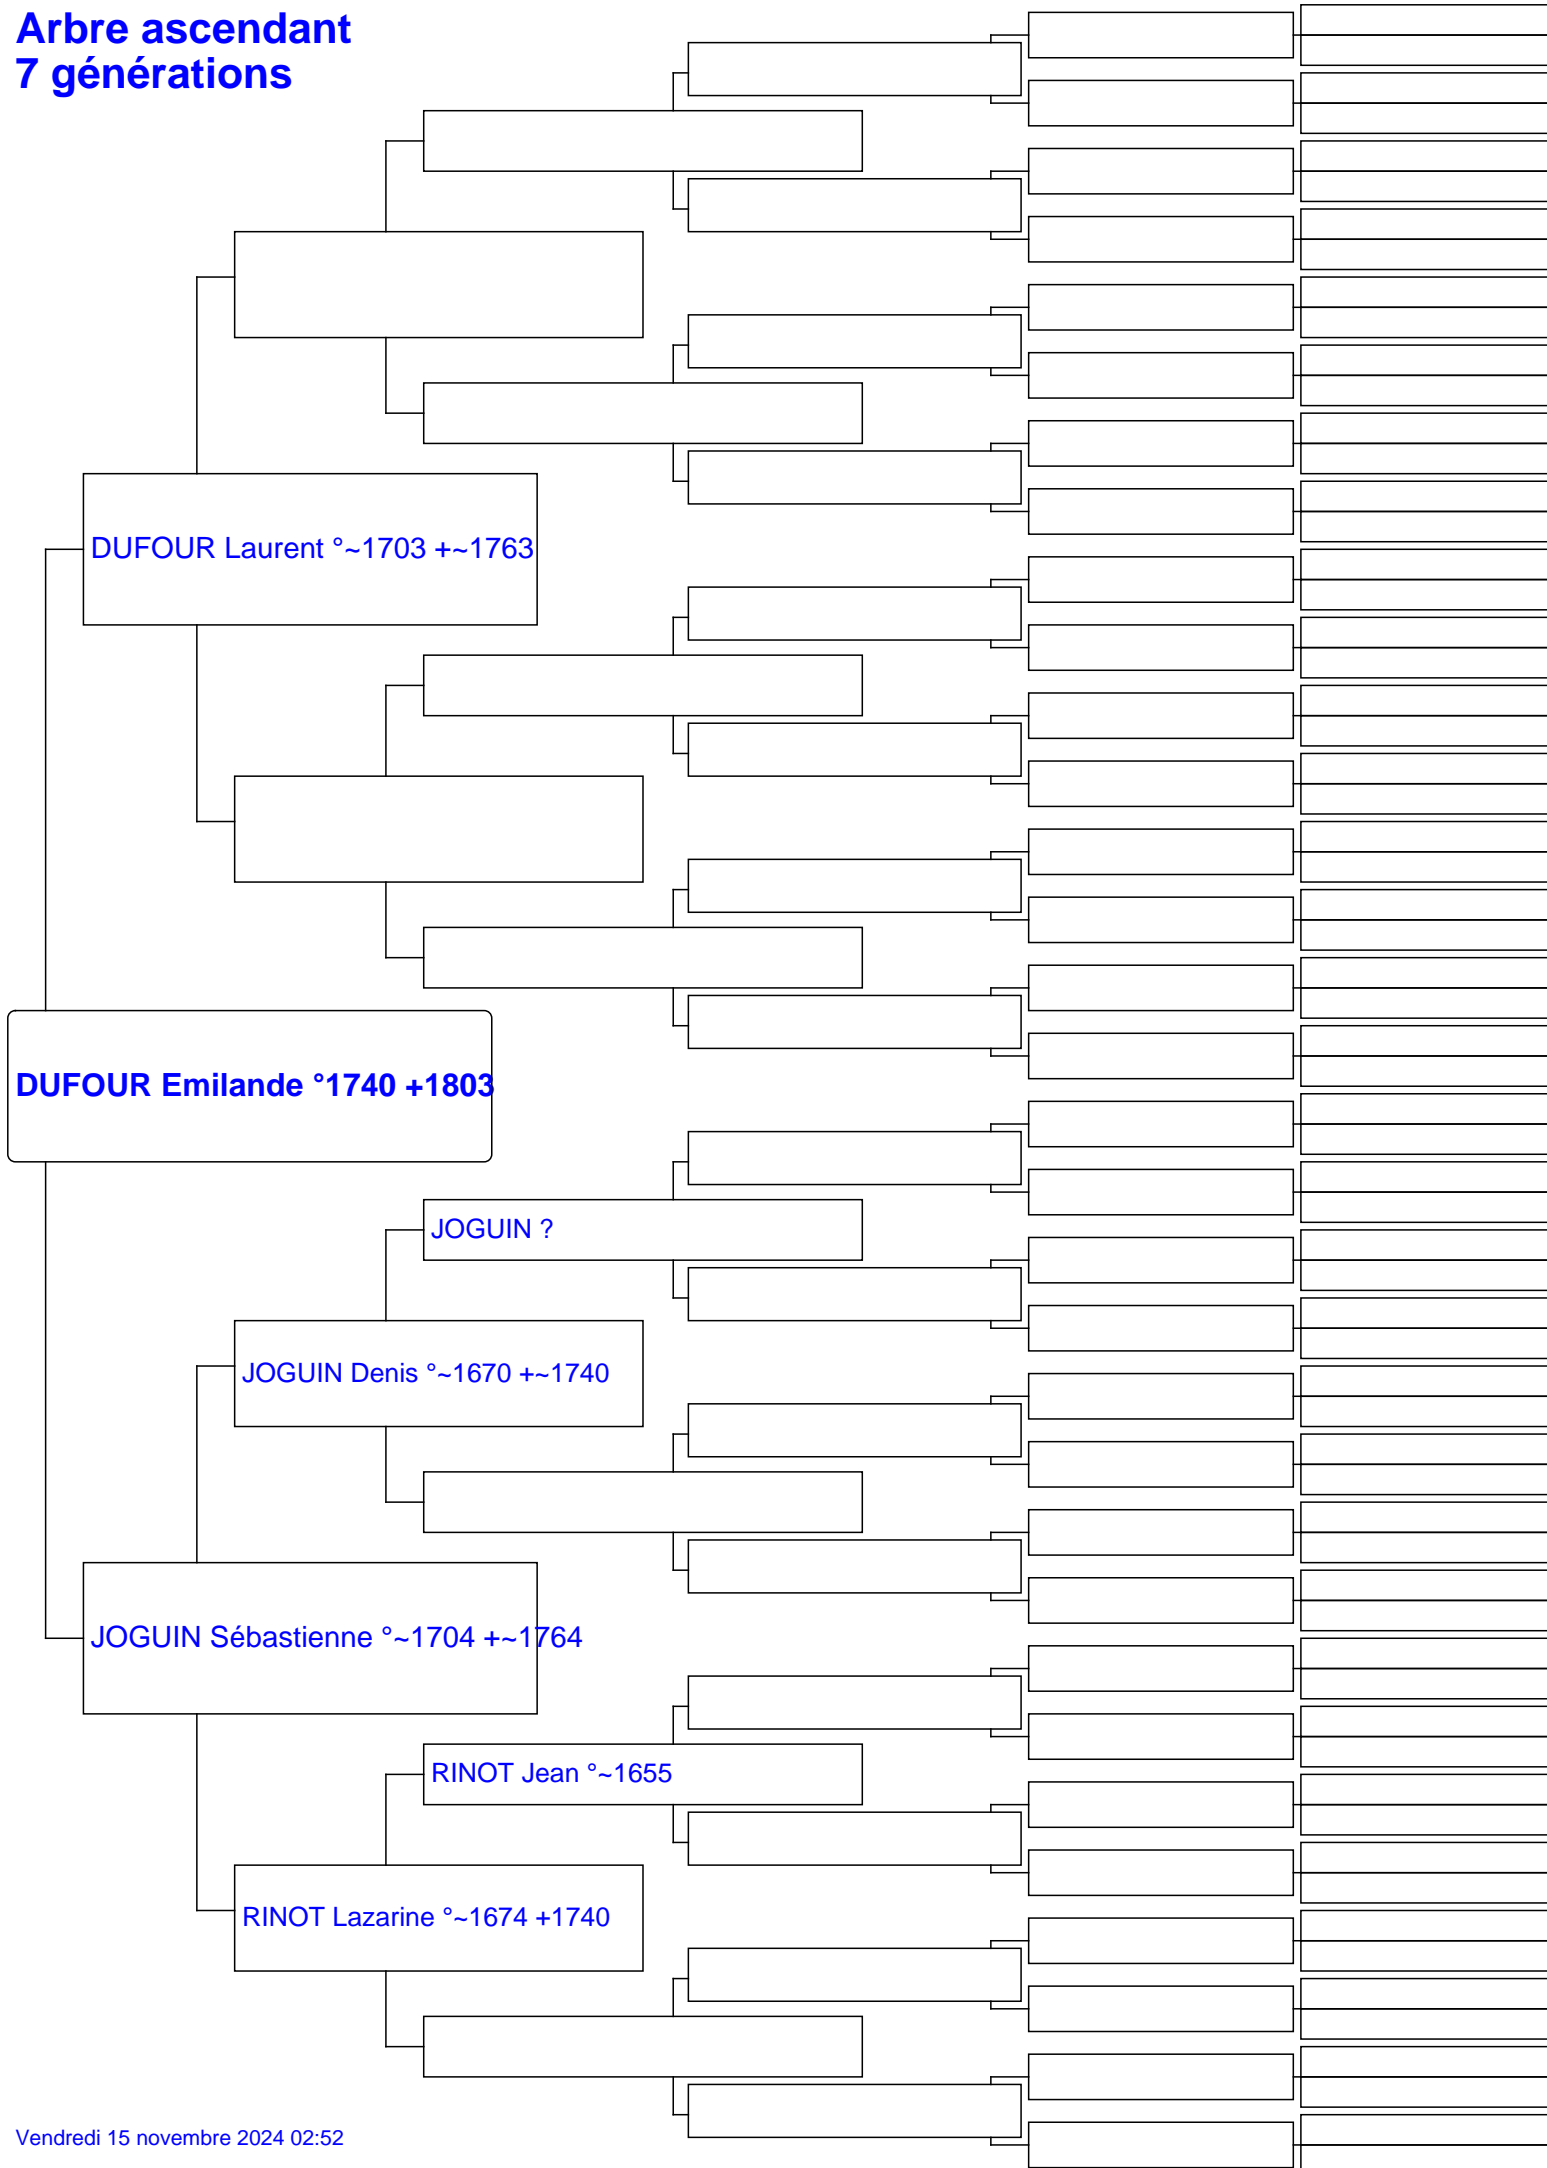 Arbre ascendant
7 générations
DUFOUR Laurent °~1703 +~1763
DUFOUR Emilande °1740 +1803
JOGUIN ?
JOGUIN Denis °~1670 +~1740
JOGUIN Sébastienne °~1704 +~1764
RINOT Jean °~1655
RINOT Lazarine °~1674 +1740
Vendredi 15 novembre 2024 02:52